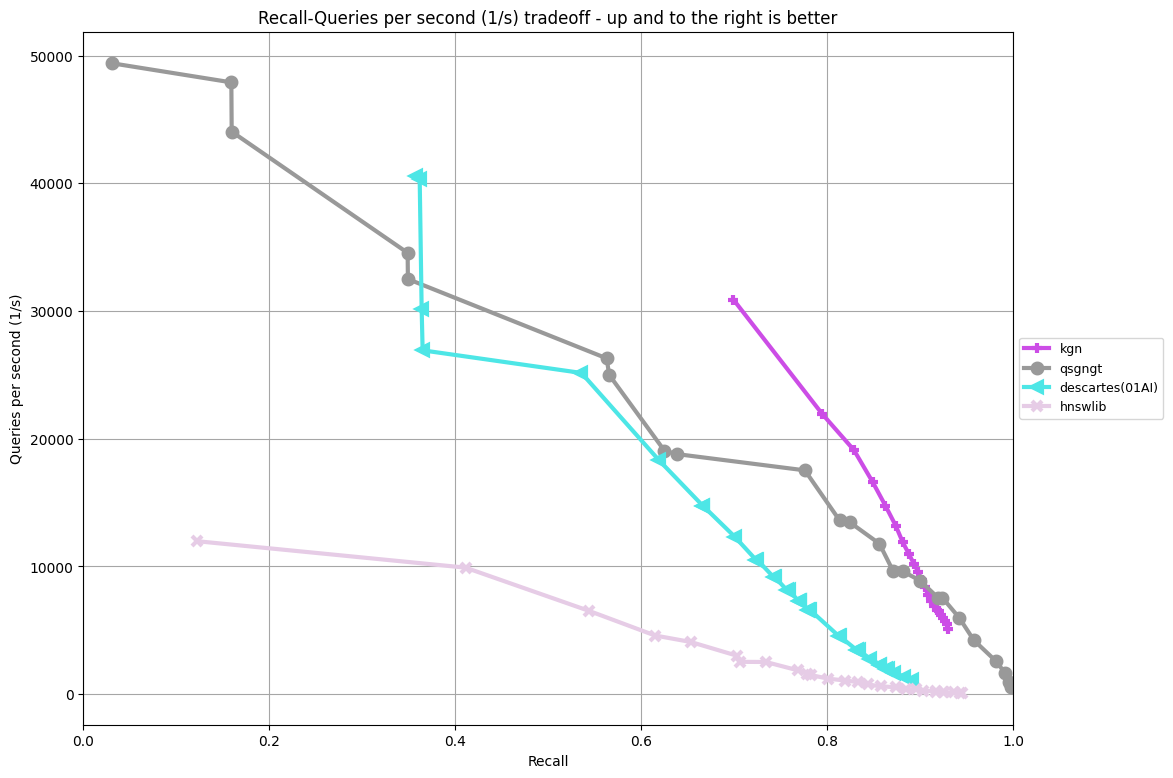 Recall-Queries per second (1/s) tradeoff - up and to the right is better
50000
40000
30000
20000
10000
0
Queries per second (1/s)
0.0 0.2 0.4 0.6 0.8 1.0
Recall
kgn
qsgngt
descartes(01AI)
hnswlib